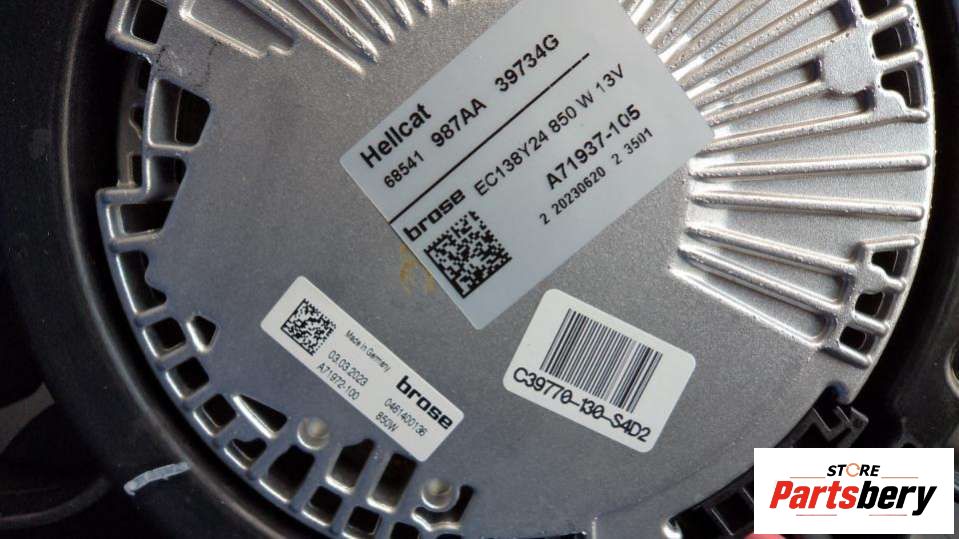 Hellcat
68541 987AA 39734G
brose EC138Y24 850 W 13V
A71937-105
2 20230620 2 3501
Made in Germany
03.03.2023
A71972-100
brose
0461400136
850W
C39770-130-S4D2
STORE
Partsbery